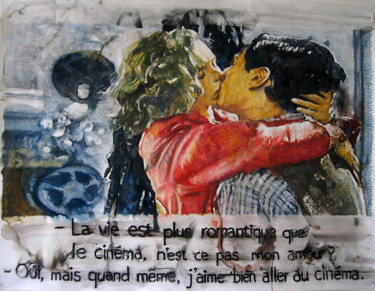 - La vie est plus romantique que
le cinéma, n'est ce pas mon amour?
- Oui, mais quand même, j'aime bien aller au cinéma.